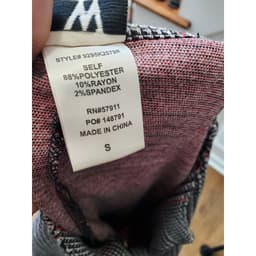 W
SELF
88%POLYESTER
10%RAYON
2%SPANDEX
RN#57911
PO# 148791
MADE IN CHINA
S